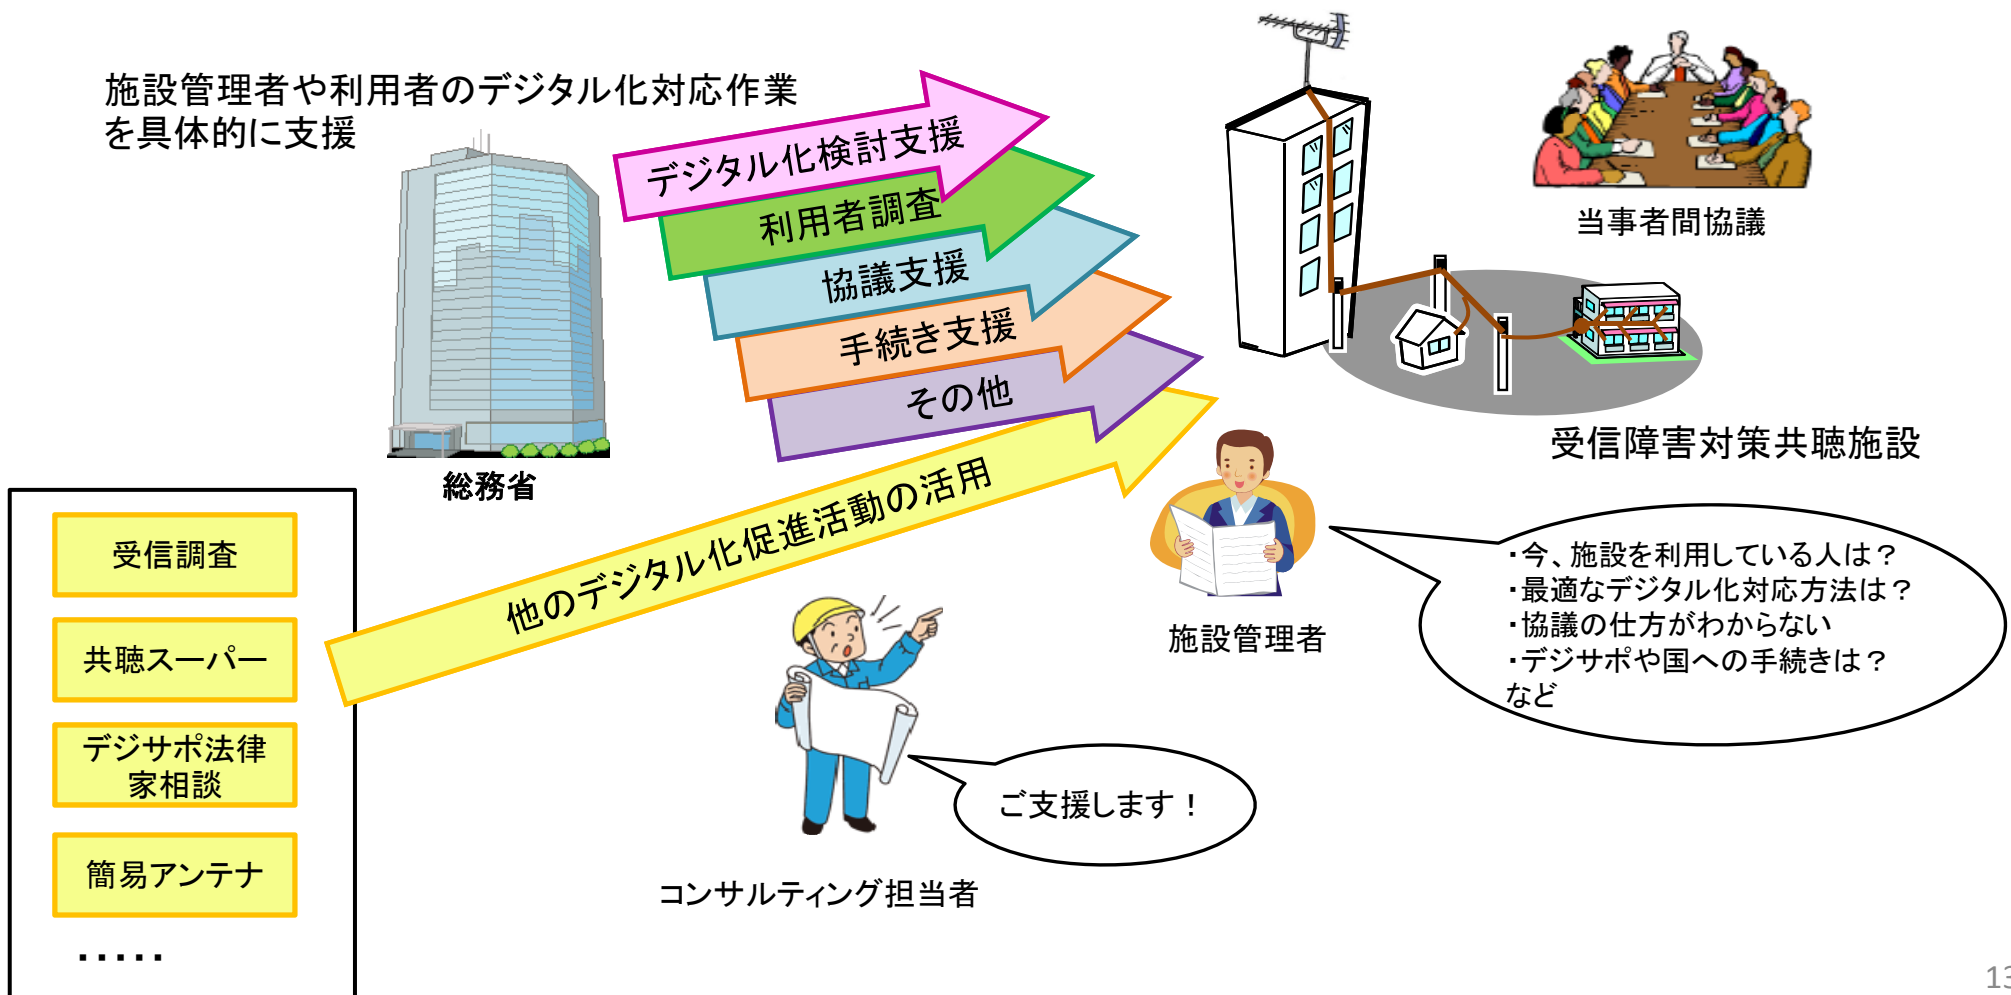 施設管理者や利用者のデジタル化対応作業
を具体的に支援
デジタル化検討支援
利用者調査
協議支援
手続き支援
その他
他のデジタル化促進活動の活用
総務省
当事者間協議
受信障害対策共聴施設
受信調査
共聴スーパー
デジサポ法律
家相談
簡易アンテナ
・・・・・
施設管理者
・今、施設を利用している人は？
・最適なデジタル化対応方法は？
・協議の仕方がわからない
・デジサポや国への手続きは？
など
ご支援します！
コンサルティング担当者
13